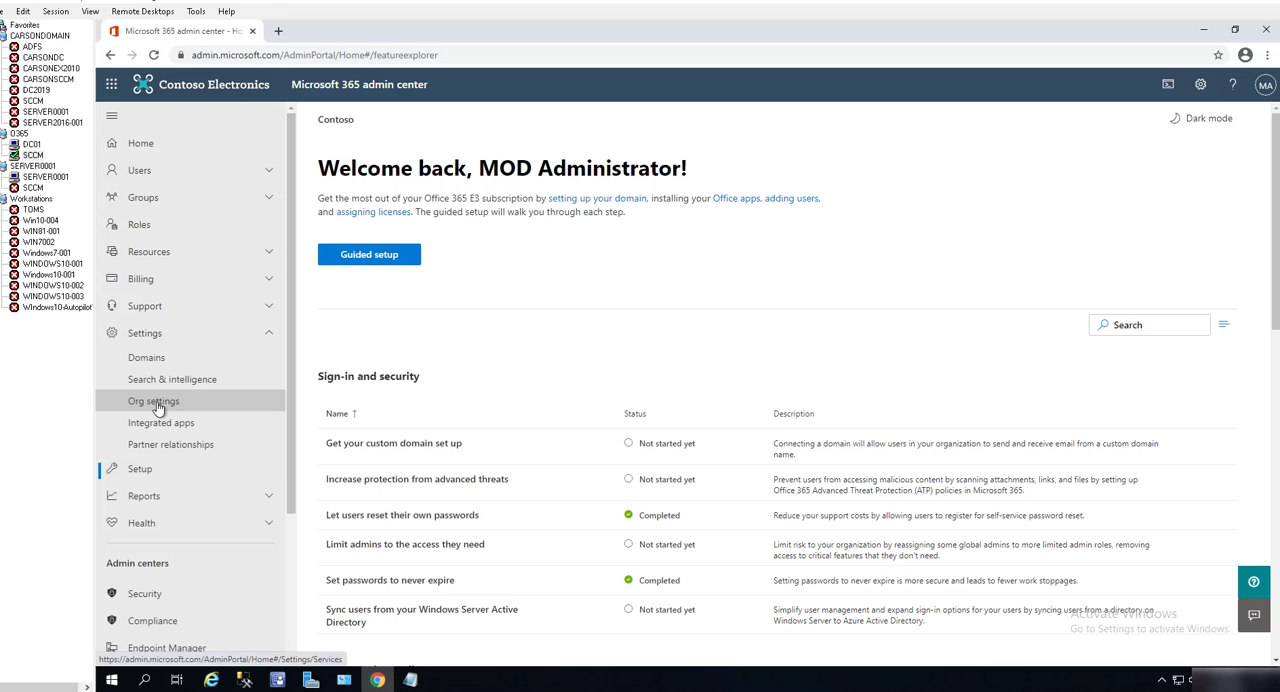 Edit Session View Remote Desktops Tools Help
Favorites
CARSONDOMAIN
ADFS
CARSONDC
CARSONEX2010
CARSONSCCM
DC2019
SCCM
SERVER0001
SERVER2016-001
O365
DC01
SCCM
SERVER0001
SERVER0001
SCCM
Workstations
TOMS
Win10-004
WIN81-001
WIN7002
Windows7-001
WINDOWS10-001
Windows10-001
WINDOWS10-002
WINDOWS10-003
WIndows10-Autopilot
Microsoft 365 admin center - Ho
admin.microsoft.com/AdminPortal/Home#/featureexplorer
Contoso Electronics
Microsoft 365 admin center
MA
Home
Users
Groups
Roles
Resources
Billing
Support
Settings
Domains
Search & intelligence
Org settings
Integrated apps
Partner relationships
Setup
Reports
Health
Admin centers
Security
Compliance
Endpoint Manager
https://admin.microsoft.com/AdminPortal/Home#/Settings/Services
Contoso
Dark mode
Welcome back, MOD Administrator!
Get the most out of your Office 365 E3 subscription by setting up your domain, installing your Office apps, adding users,
and assigning licenses. The guided setup will walk you through each step.
Guided setup
Search
Sign-in and security
Name ↑ Status Description
Get your custom domain set up Not started yet Connecting a domain will allow users in your organization to send and receive email from a custom domain
name.
Increase protection from advanced threats Not started yet Prevent users from accessing malicious content by scanning attachments, links, and files by setting up
Office 365 Advanced Threat Protection (ATP) policies in Microsoft 365.
Let users reset their own passwords Completed Reduce your support costs by allowing users to register for self-service password reset.
Limit admins to the access they need Not started yet Limit risk to your organization by reassigning some global admins to more limited admin roles, removing
access to critical features that they don't need.
Set passwords to never expire Completed Setting passwords to never expire is more secure and leads to fewer work stoppages.
Sync users from your Windows Server Active Not started yet Simplify user management and expand sign-in options for your users by syncing users from a directory on
Directory Windows Server to Azure Active Directory.
Activate Windows
Go to Settings to activate Windows.